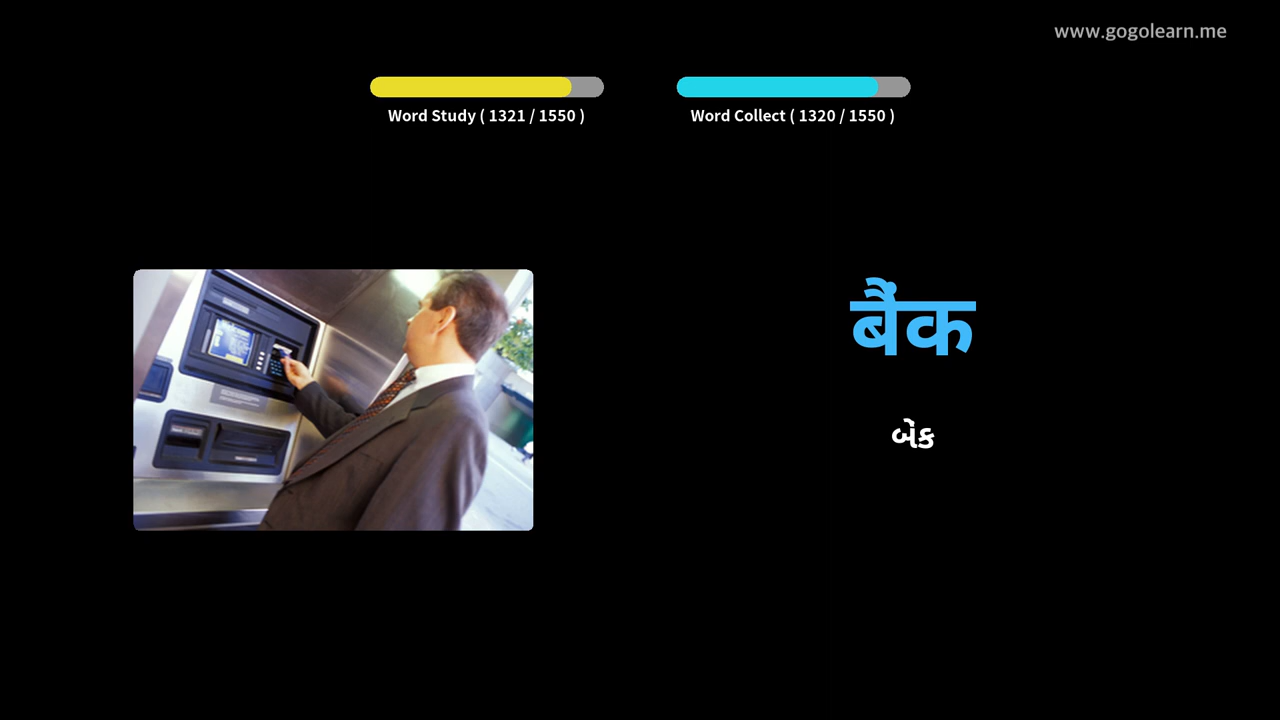 www.gogolearn.me
Word Study ( 1321 / 1550 )
Word Collect ( 1320 / 1550 )
बैंक
બેંક